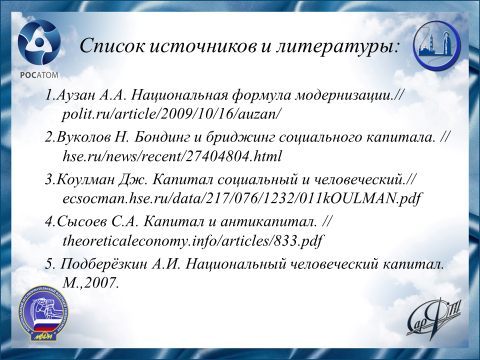 Список источников и литературы:
РОСАТОМ
1.Аузан А.А. Национальная формула модернизации.//
polit.ru/article/2009/10/16/auzan/
2.Вуколов Н. Бондинг и бриджинг социального капитала. //
hse.ru/news/recent/27404804.html
3.Коулман Дж. Капитал социальный и человеческий.//
ecsocman.hse.ru/data/217/076/1232/011kOULMAN.pdf
4.Сысоев С.А. Капитал и антикапитал. //
theoreticaleconomy.info/articles/833.pdf
5. Подберёзкин А.И. Национальный человеческий капитал.
М.,2007.
СарФТИ